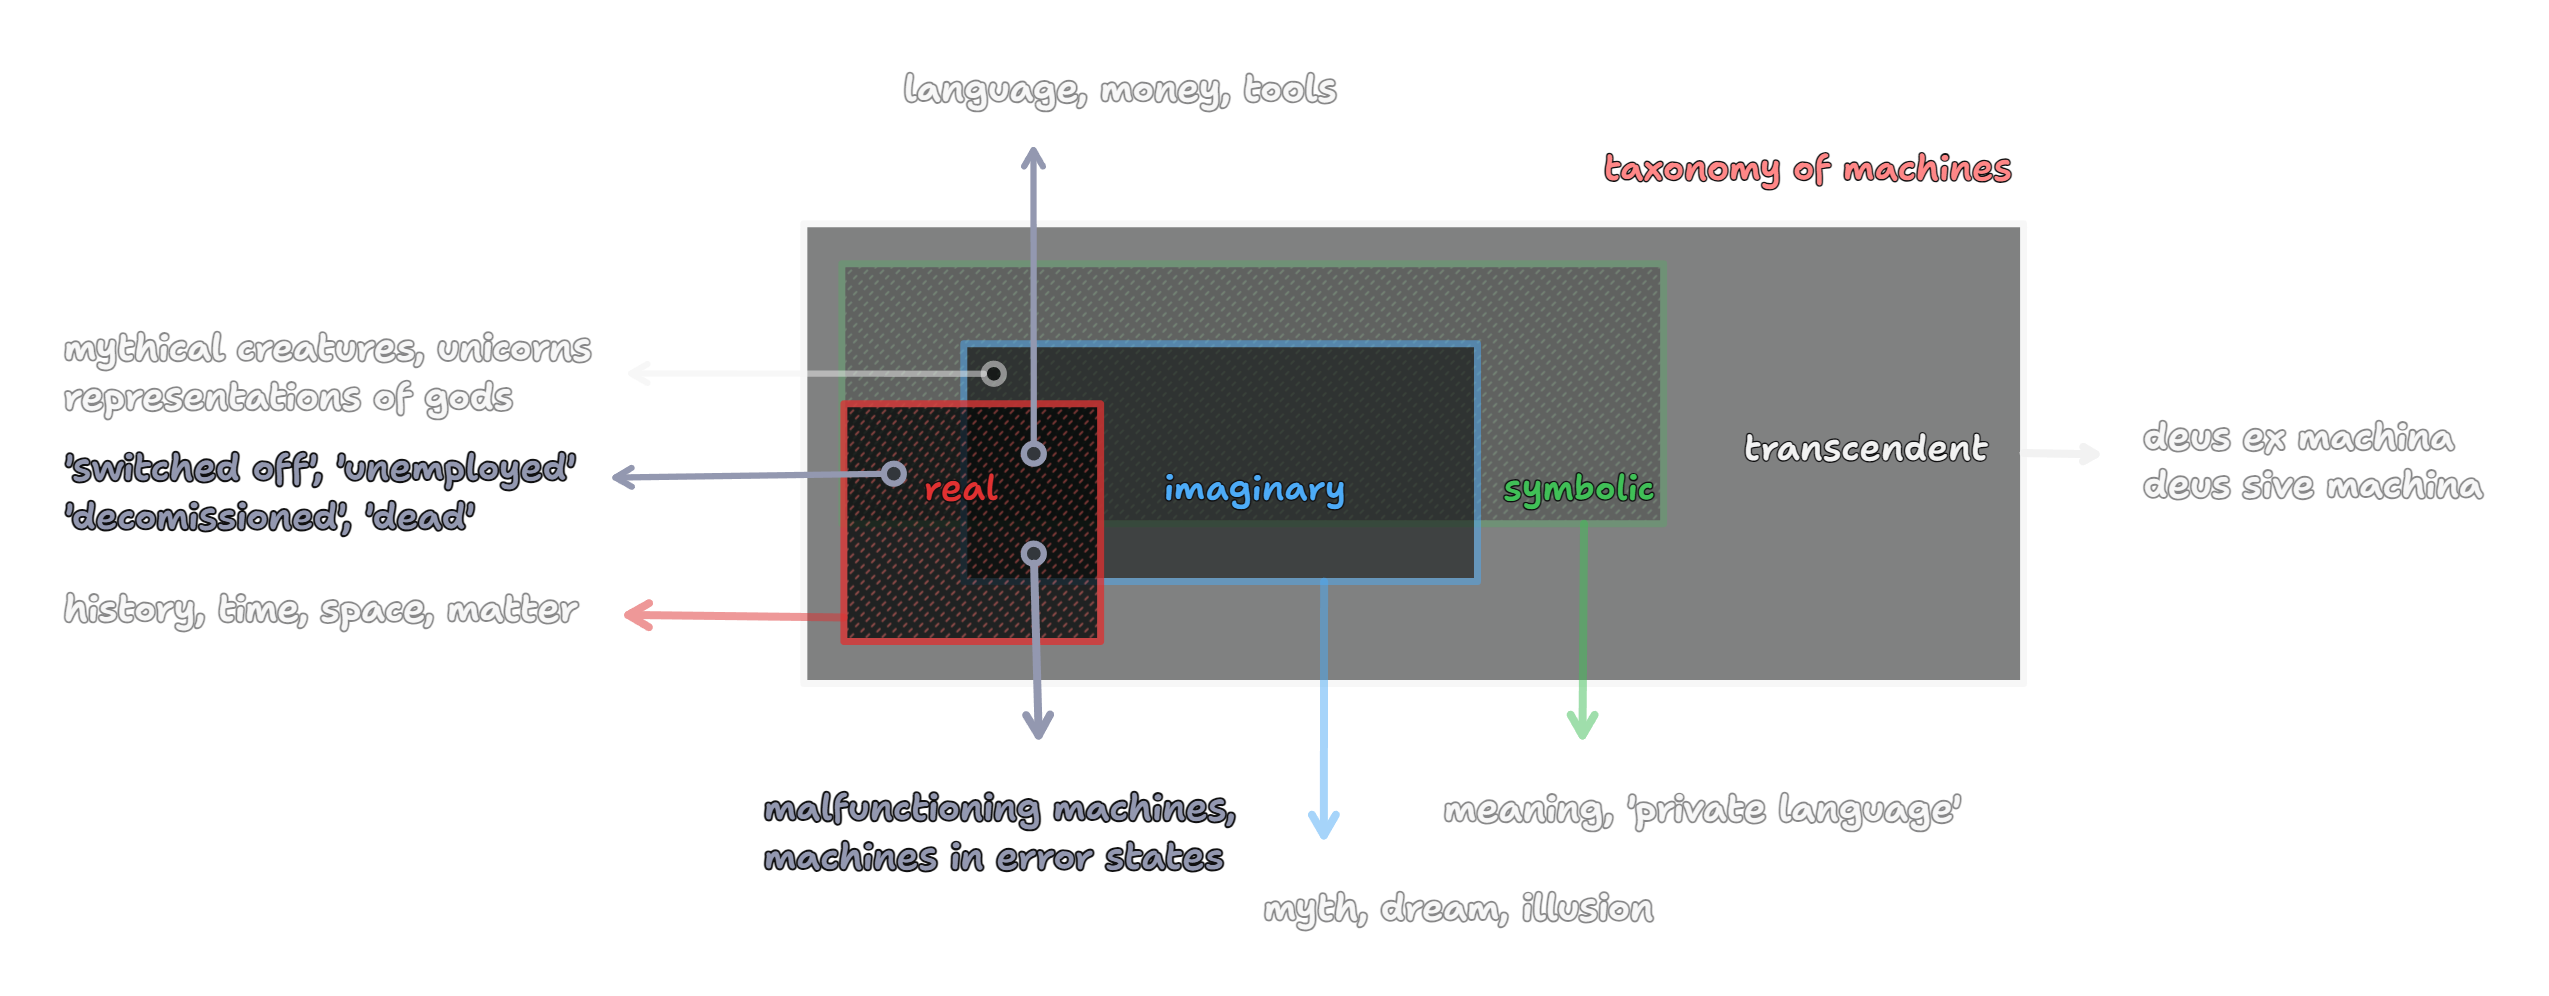 language, money, tools
taxonomy of machines
mythical creatures, unicorns
representations of gods
'switched off', 'unemployed'
'decomissioned', 'dead'
history, time, space, matter
real
imaginary
symbolic
transcendent
deus ex machina
deus sive machina
malfunctioning machines,
machines in error states
meaning, 'private language'
myth, dream, illusion